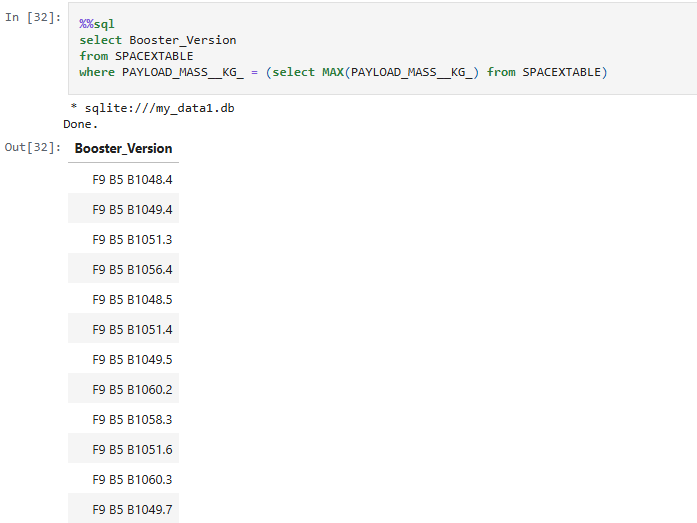 In [32]:
%%sql
select Booster_Version
from SPACEXTABLE
where PAYLOAD_MASS__KG_ = (select MAX(PAYLOAD_MASS__KG_) from SPACEXTABLE)
* sqlite:///my_data1.db
Done.
Out[32]:
Booster_Version
F9 B5 B1048.4
F9 B5 B1049.4
F9 B5 B1051.3
F9 B5 B1056.4
F9 B5 B1048.5
F9 B5 B1051.4
F9 B5 B1049.5
F9 B5 B1060.2
F9 B5 B1058.3
F9 B5 B1051.6
F9 B5 B1060.3
F9 B5 B1049.7